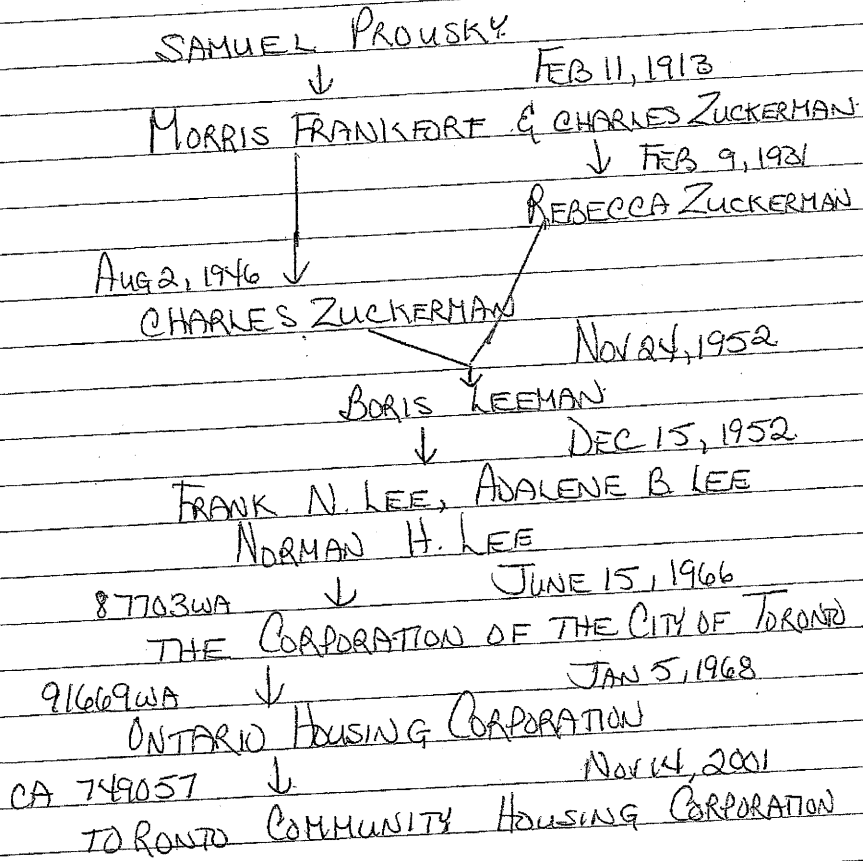 SAMUEL PROUSKY
↓ FEB 11, 1913
MORRIS FRANKFORT & CHARLES ZUCKERMAN
↓ FEB 9, 1931
REBECCA ZUCKERMAN
AUG 2, 1946 ↓
CHARLES ZUCKERMAN
NOV 24, 1952
BORIS LEEMAN
↓ DEC 15, 1952
FRANK N. LEE, ADALENE B. LEE
NORMAN H. LEE
87703WA ↓ JUNE 15, 1966
THE CORPORATION OF THE CITY OF TORONTO
91669WA ↓ JAN 5, 1968
ONTARIO HOUSING CORPORATION
CA 749057 ↓ NOV 14, 2001
TORONTO COMMUNITY HOUSING CORPORATION